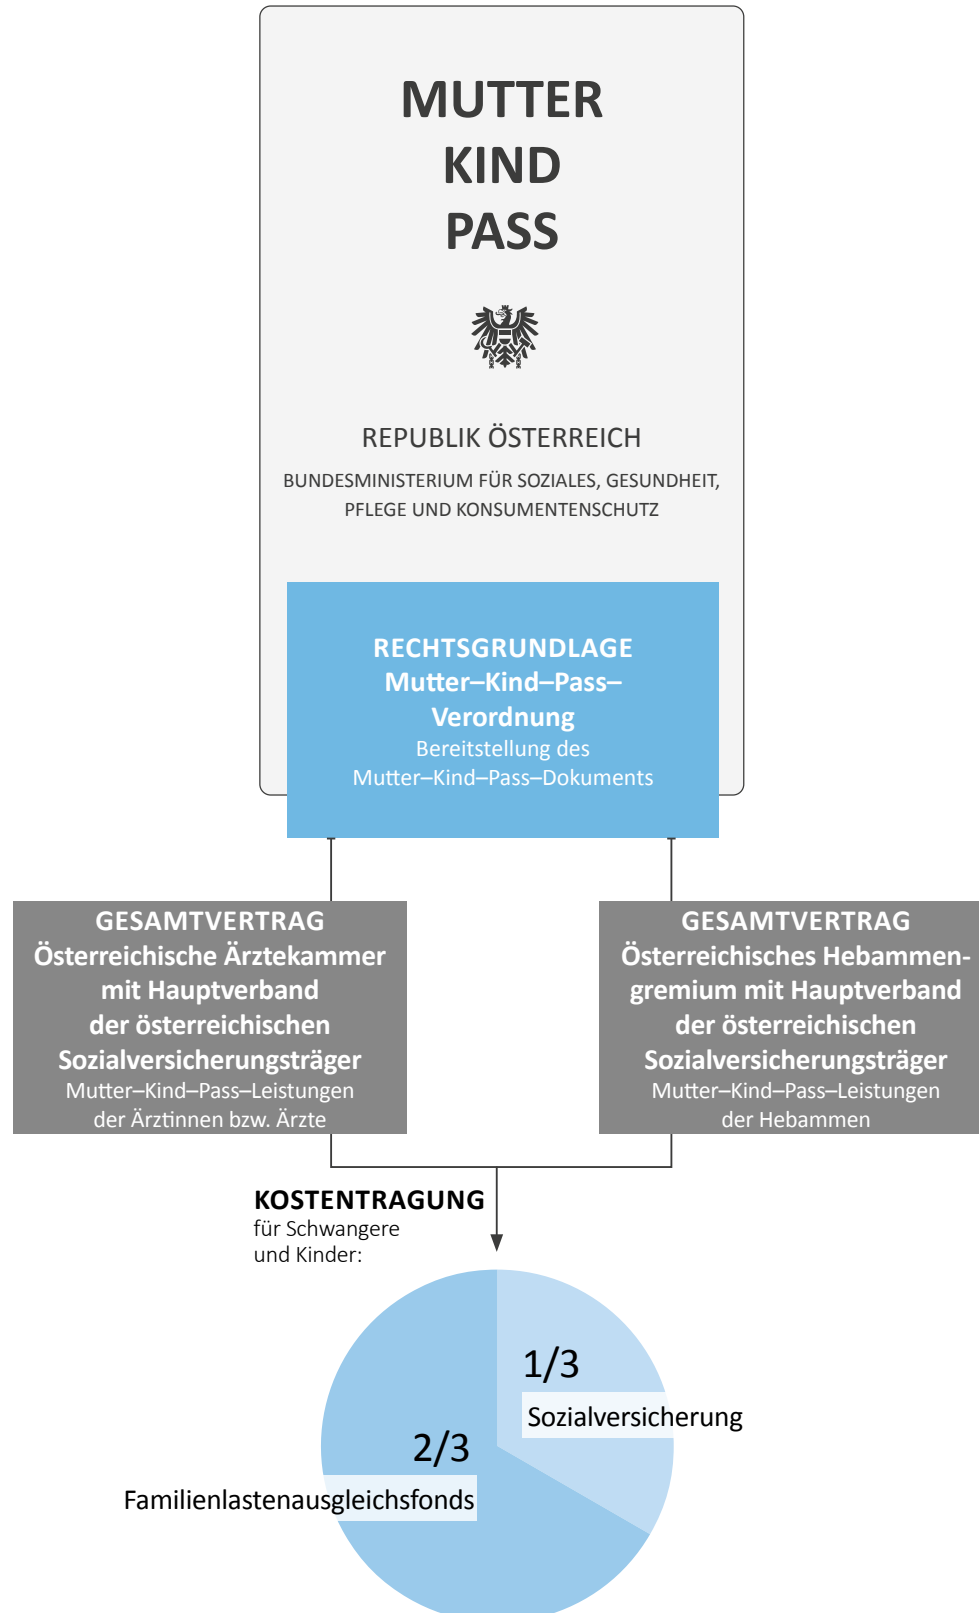 MUTTER
KIND
PASS
REPUBLIK ÖSTERREICH
BUNDESMINISTERIUM FÜR SOZIALES, GESUNDHEIT,
PFLEGE UND KONSUMENTENSCHUTZ
RECHTSGRUNDLAGE
Mutter–Kind–Pass–
Verordnung
Bereitstellung des
Mutter–Kind–Pass–Dokuments
GESAMTVERTRAG
Österreichische Ärztekammer
mit Hauptverband
der österreichischen
Sozialversicherungsträger
Mutter–Kind–Pass–Leistungen
der Ärztinnen bzw. Ärzte
GESAMTVERTRAG
Österreichisches Hebammen-
gremium mit Hauptverband
der österreichischen
Sozialversicherungsträger
Mutter–Kind–Pass–Leistungen
der Hebammen
KOSTENTRAGUNG
für Schwangere
und Kinder:
1/3
Sozialversicherung
2/3
Familienlastenausgleichsfonds